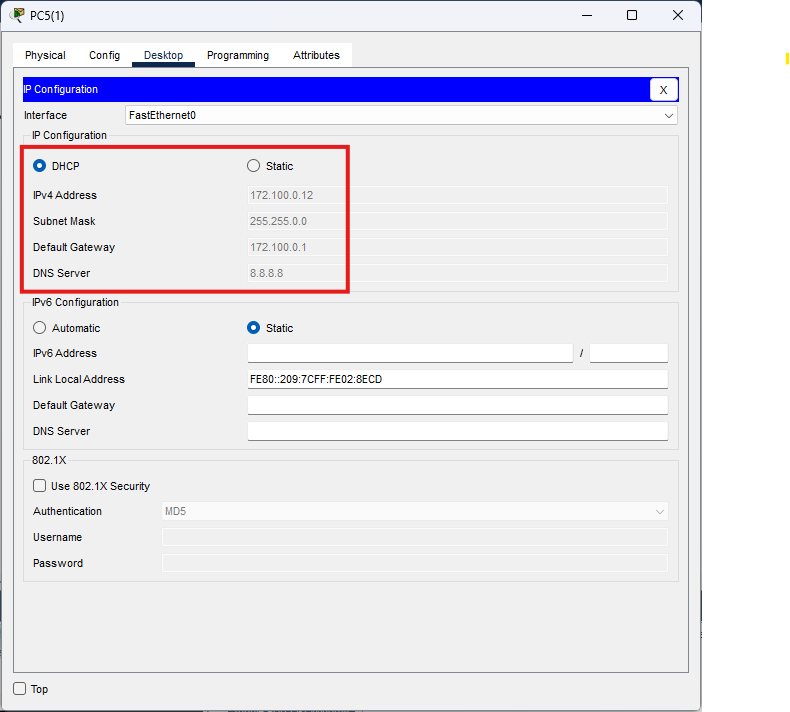 PC5(1)
Physical Config Desktop Programming Attributes
IP Configuration X
Interface FastEthernet0
IP Configuration
DHCP Static
IPv4 Address 172.100.0.12
Subnet Mask 255.255.0.0
Default Gateway 172.100.0.1
DNS Server 8.8.8.8
IPv6 Configuration
Automatic Static
IPv6 Address /
Link Local Address FE80::209:7CFF:FE02:8ECD
Default Gateway
DNS Server
802.1X
Use 802.1X Security
Authentication MD5
Username
Password
Top